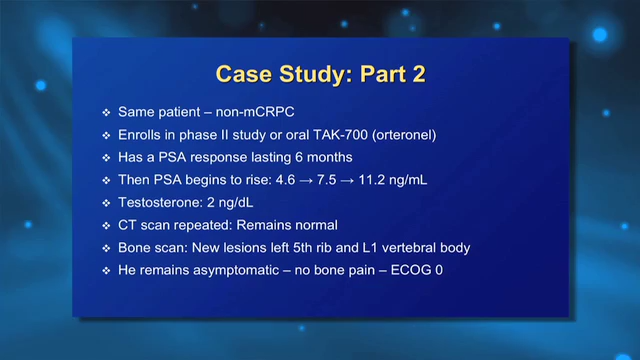 Case Study: Part 2
❖ Same patient – non-mCRPC
❖ Enrolls in phase II study or oral TAK-700 (orteronel)
❖ Has a PSA response lasting 6 months
❖ Then PSA begins to rise: 4.6 → 7.5 → 11.2 ng/mL
❖ Testosterone: 2 ng/dL
❖ CT scan repeated: Remains normal
❖ Bone scan: New lesions left 5th rib and L1 vertebral body
❖ He remains asymptomatic – no bone pain – ECOG 0